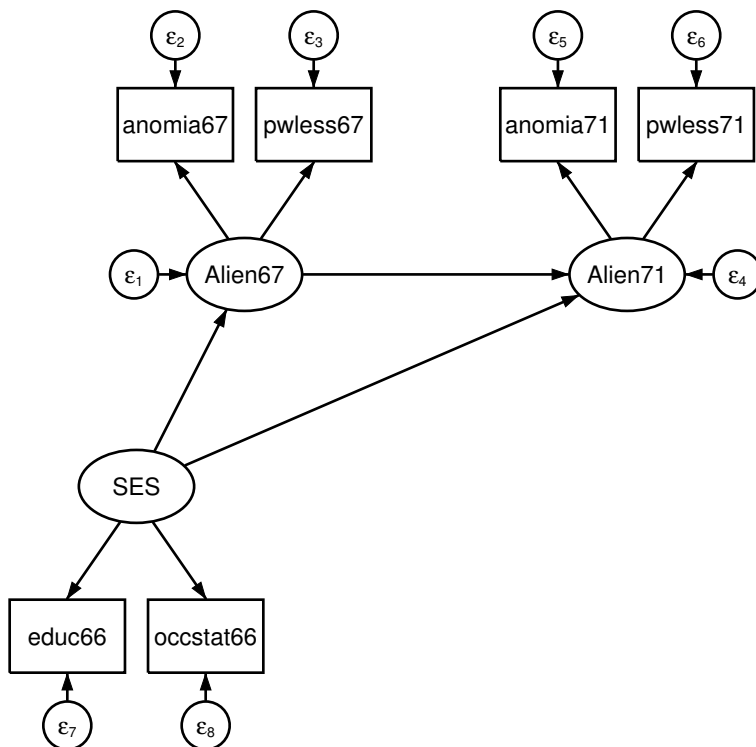 ε₂
ε₃
ε₅
ε₆
anomia67
pwless67
anomia71
pwless71
ε₁
Alien67
Alien71
ε₄
SES
educ66
occstat66
ε₇
ε₈